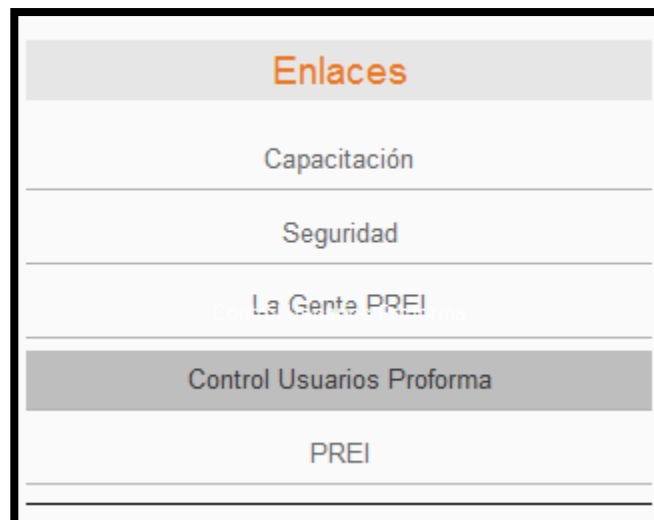 Enlaces
Capacitación
Seguridad
La Gente PREI
Control Usuarios Proforma
PREI